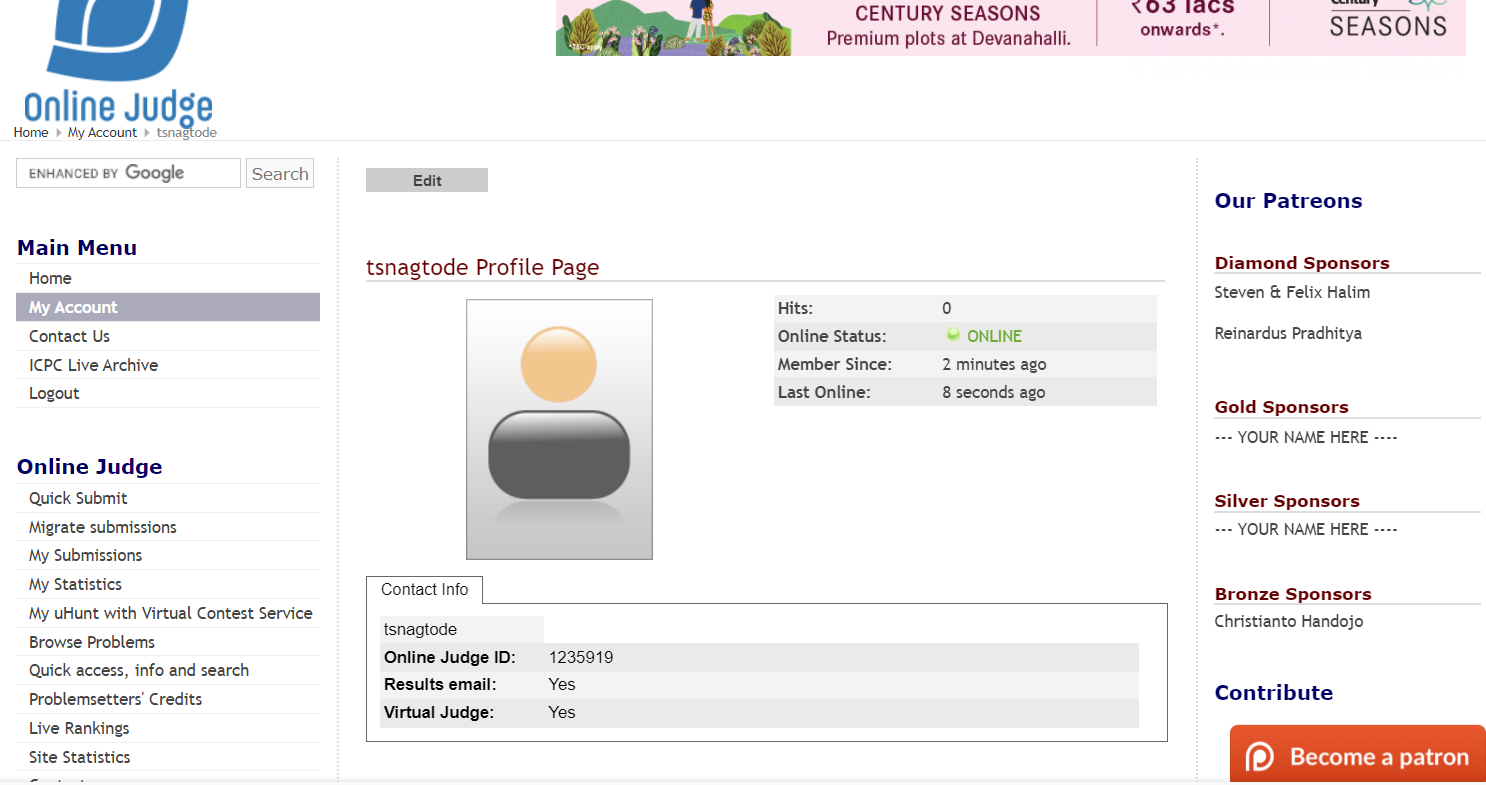 CENTURY SEASONS
Premium plots at Devanahalli.
*T&C apply
₹63 lacs
onwards*.
century
SEASONS
Online Judge
Home My Account tsnagtode
ENHANCED BY Google
Search
Main Menu
Home
My Account
Contact Us
ICPC Live Archive
Logout
Online Judge
Quick Submit
Migrate submissions
My Submissions
My Statistics
My uHunt with Virtual Contest Service
Browse Problems
Quick access, info and search
Problemsetters' Credits
Live Rankings
Site Statistics
Edit
tsnagtode Profile Page
Hits: 0
Online Status: ONLINE
Member Since: 2 minutes ago
Last Online: 8 seconds ago
Contact Info
tsnagtode
Online Judge ID: 1235919
Results email: Yes
Virtual Judge: Yes
Our Patreons
Diamond Sponsors
Steven & Felix Halim
Reinardus Pradhitya
Gold Sponsors
--- YOUR NAME HERE ----
Silver Sponsors
--- YOUR NAME HERE ----
Bronze Sponsors
Christianto Handojo
Contribute
Become a patron